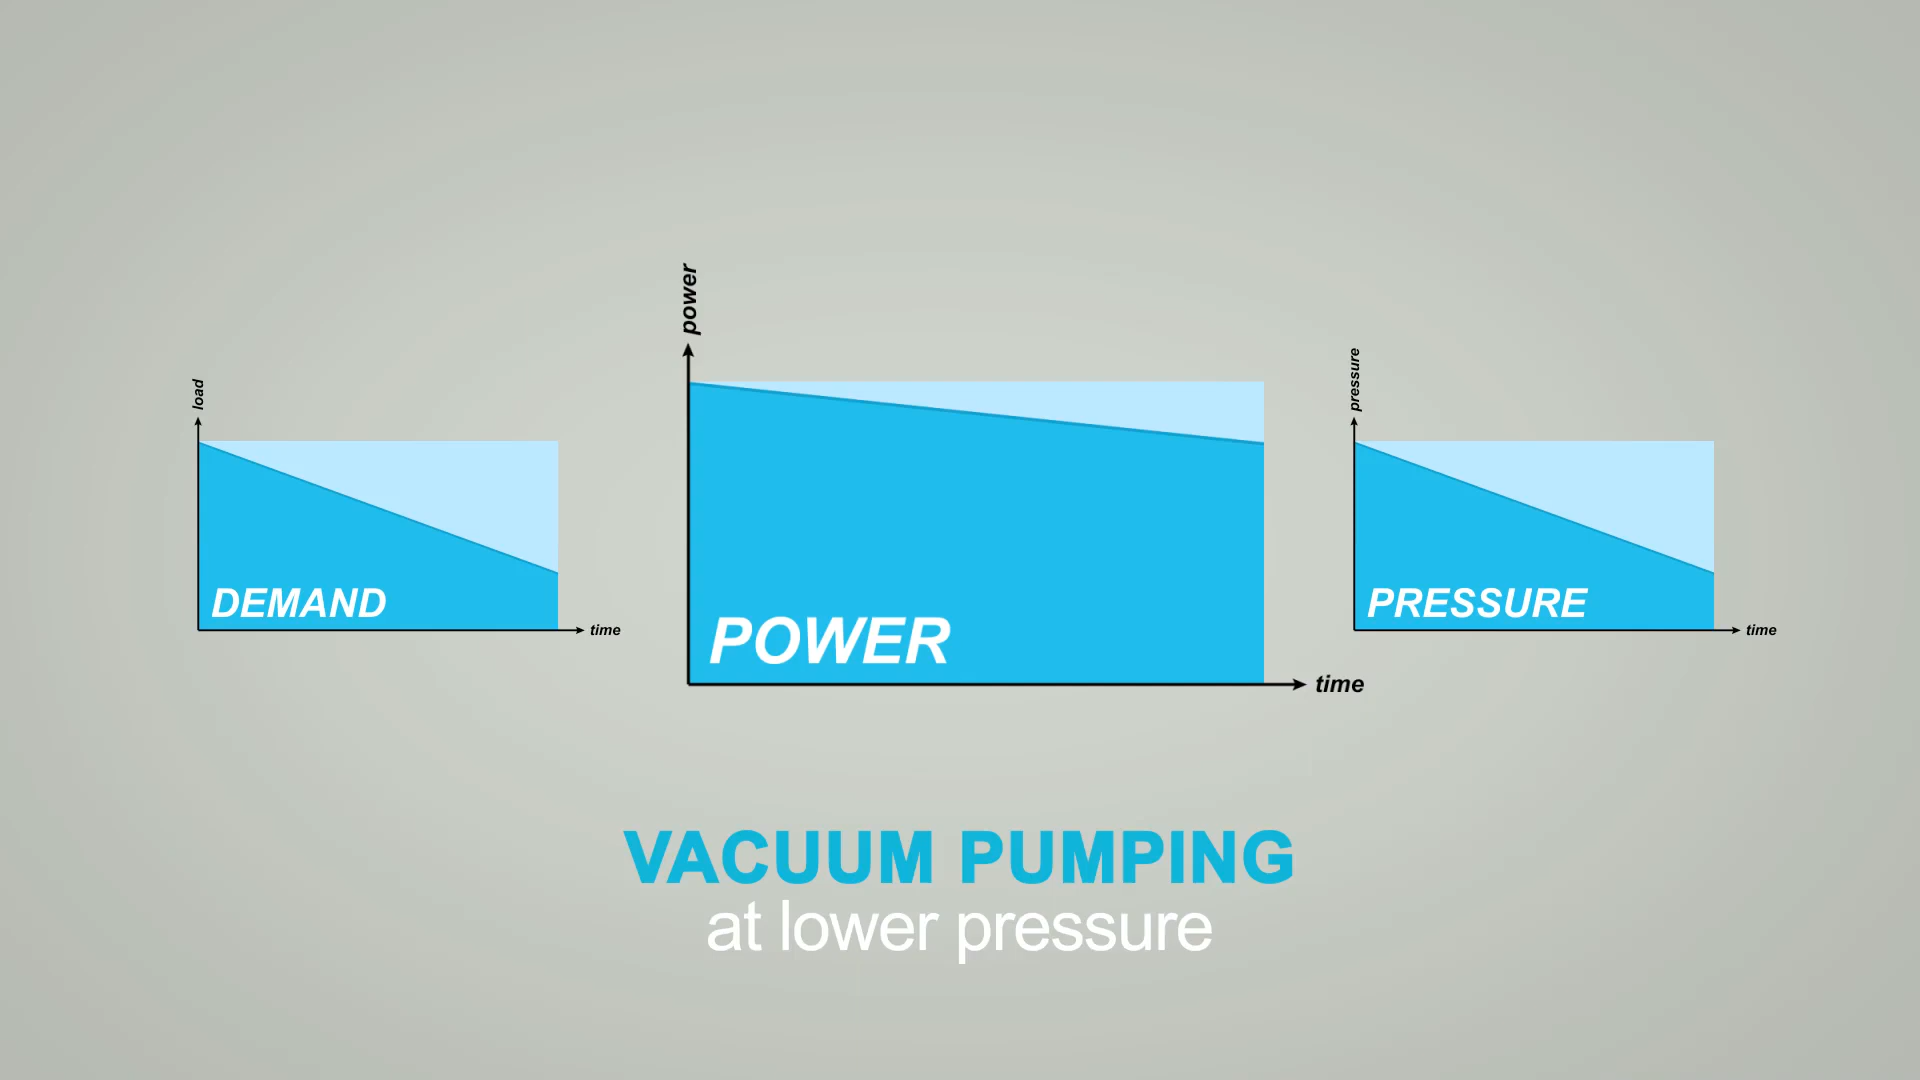 load
DEMAND
time
power
POWER
time
pressure
PRESSURE
time
VACUUM PUMPING
at lower pressure